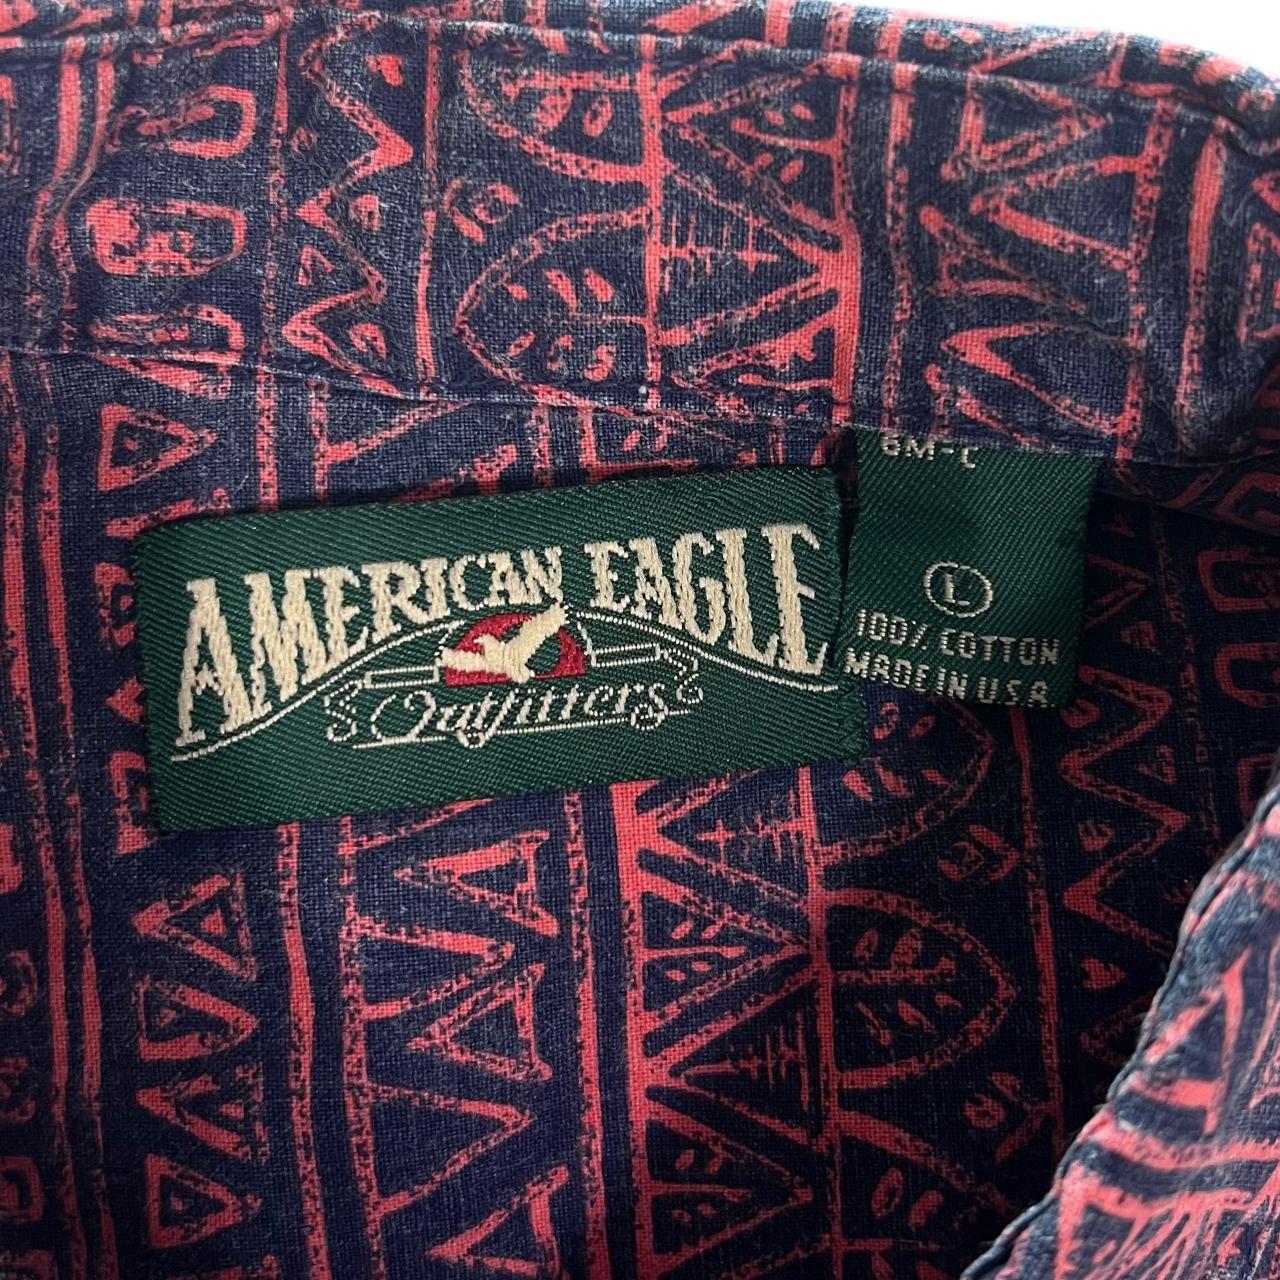 AMERICAN EAGLE
Outfitters
L
100% COTTON
MADE IN U.S.A